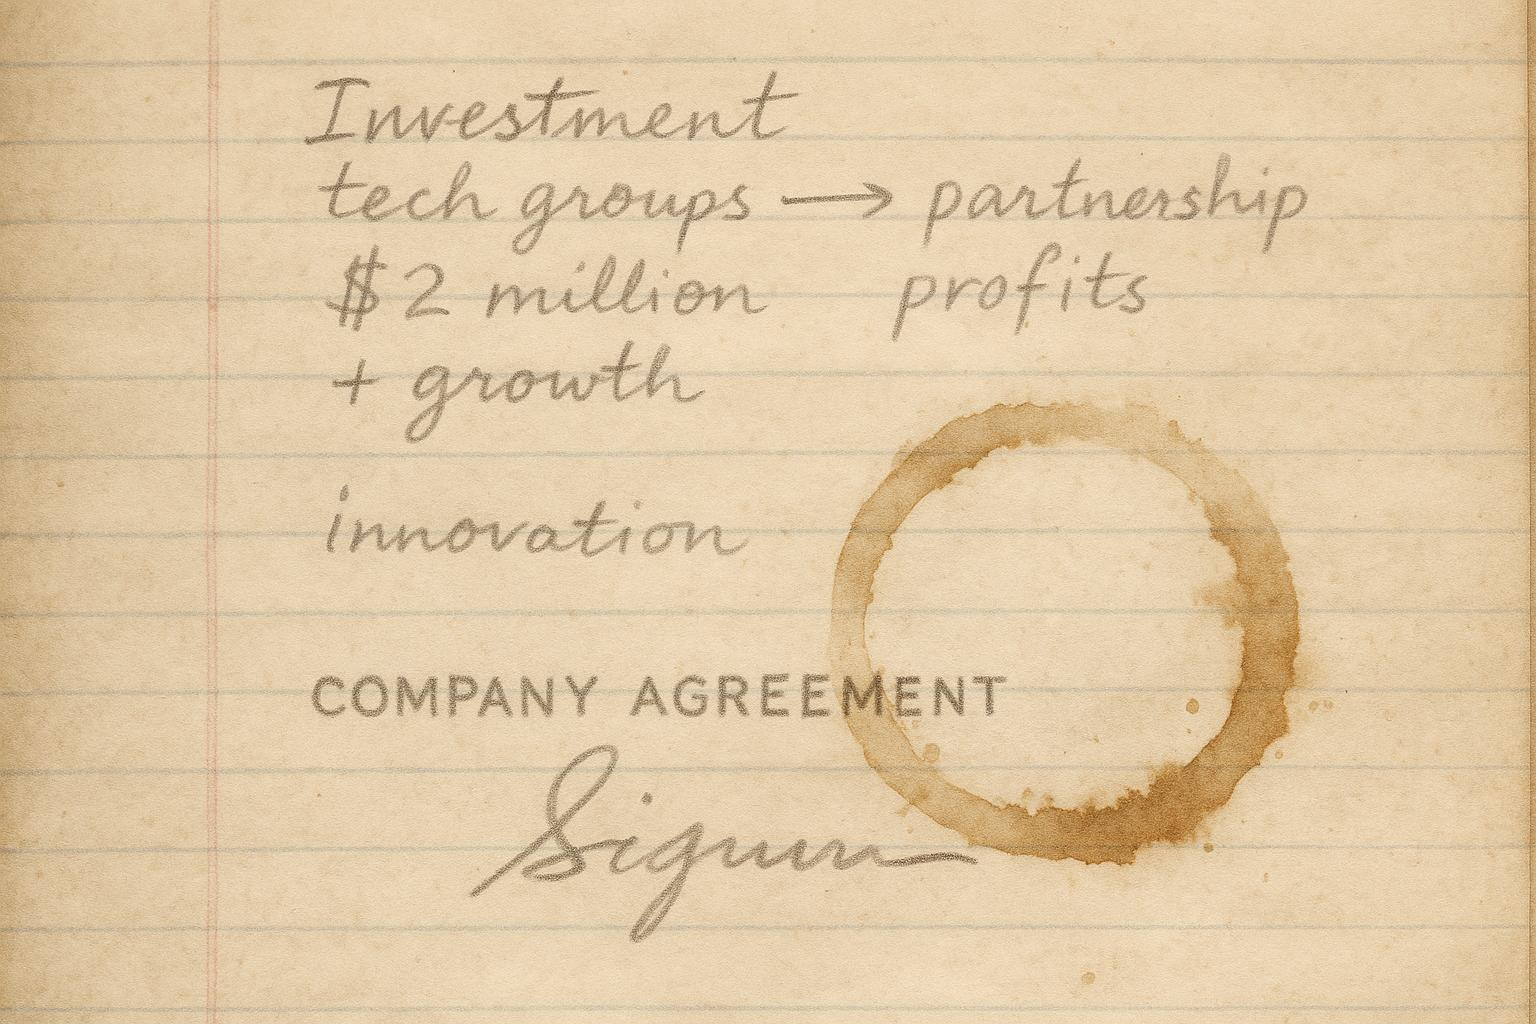 Investment
tech groups → partnership
$2 million profits
+ growth
innovation
COMPANY AGREEMENT